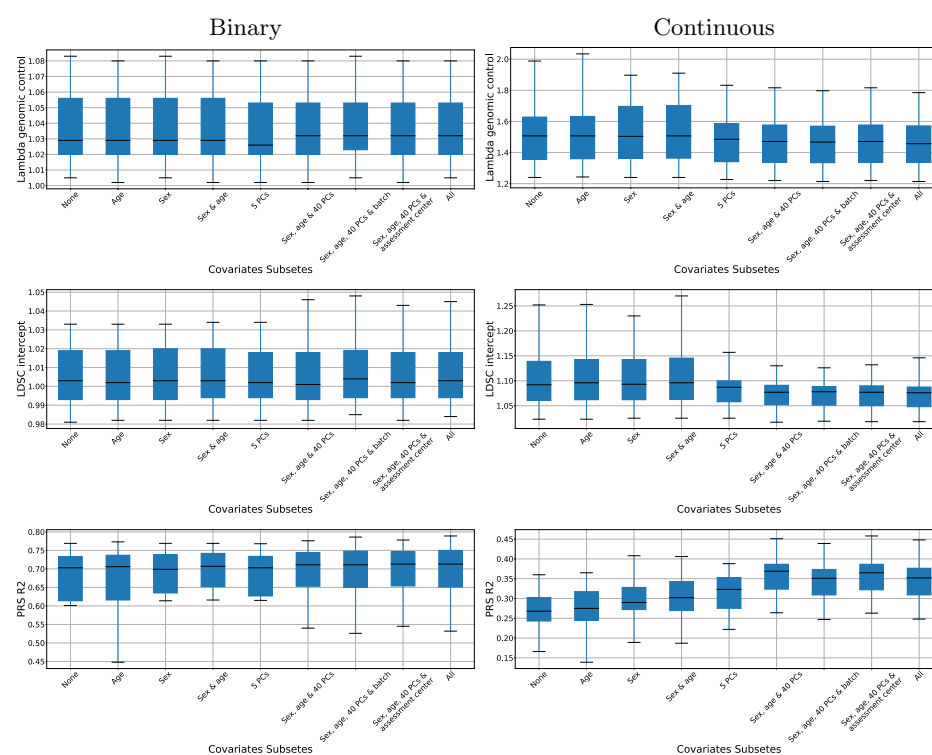 Binary
Continuous
Lambda genomic control
1.08
1.07
1.06
1.05
1.04
1.03
1.02
1.01
1.00
None
Age
Sex
Sex & age
5 PCs
Sex, age & 40 PCs
Sex, age, 40 PCs & batch
Sex, age, 40 PCs &
assessment center
All
Covariates Subsetes
Lambda genomic control
2.0
1.8
1.6
1.4
1.2
None
Age
Sex
Sex & age
5 PCs
Sex, age & 40 PCs
Sex, age, 40 PCs & batch
Sex, age, 40 PCs &
assessment center
All
Covariates Subsetes
LDSC intercept
1.05
1.04
1.03
1.02
1.01
1.00
0.99
0.98
None
Age
Sex
Sex & age
5 PCs
Sex, age & 40 PCs
Sex, age, 40 PCs & batch
Sex, age, 40 PCs &
assessment center
All
Covariates Subsetes
LDSC intercept
1.25
1.20
1.15
1.10
1.05
None
Age
Sex
Sex & age
5 PCs
Sex, age & 40 PCs
Sex, age, 40 PCs & batch
Sex, age, 40 PCs &
assessment center
All
Covariates Subsetes
PRS R2
0.80
0.75
0.70
0.65
0.60
0.55
0.50
0.45
None
Age
Sex
Sex & age
5 PCs
Sex, age & 40 PCs
Sex, age, 40 PCs & batch
Sex, age, 40 PCs &
assessment center
All
Covariates Subsetes
PRS R2
0.45
0.40
0.35
0.30
0.25
0.20
0.15
None
Age
Sex
Sex & age
5 PCs
Sex, age & 40 PCs
Sex, age, 40 PCs & batch
Sex, age, 40 PCs &
assessment center
All
Covariates Subsetes